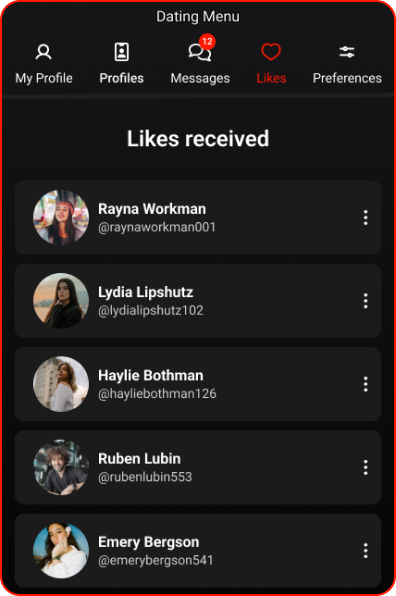 Dating Menu
12
My Profile
Profiles
Messages
Likes
Preferences
Likes received
Rayna Workman
@raynaworkman001
Lydia Lipshutz
@lydialipshutz102
Haylie Bothman
@hayliebothman126
Ruben Lubin
@rubenlubin553
Emery Bergson
@emerybergson541